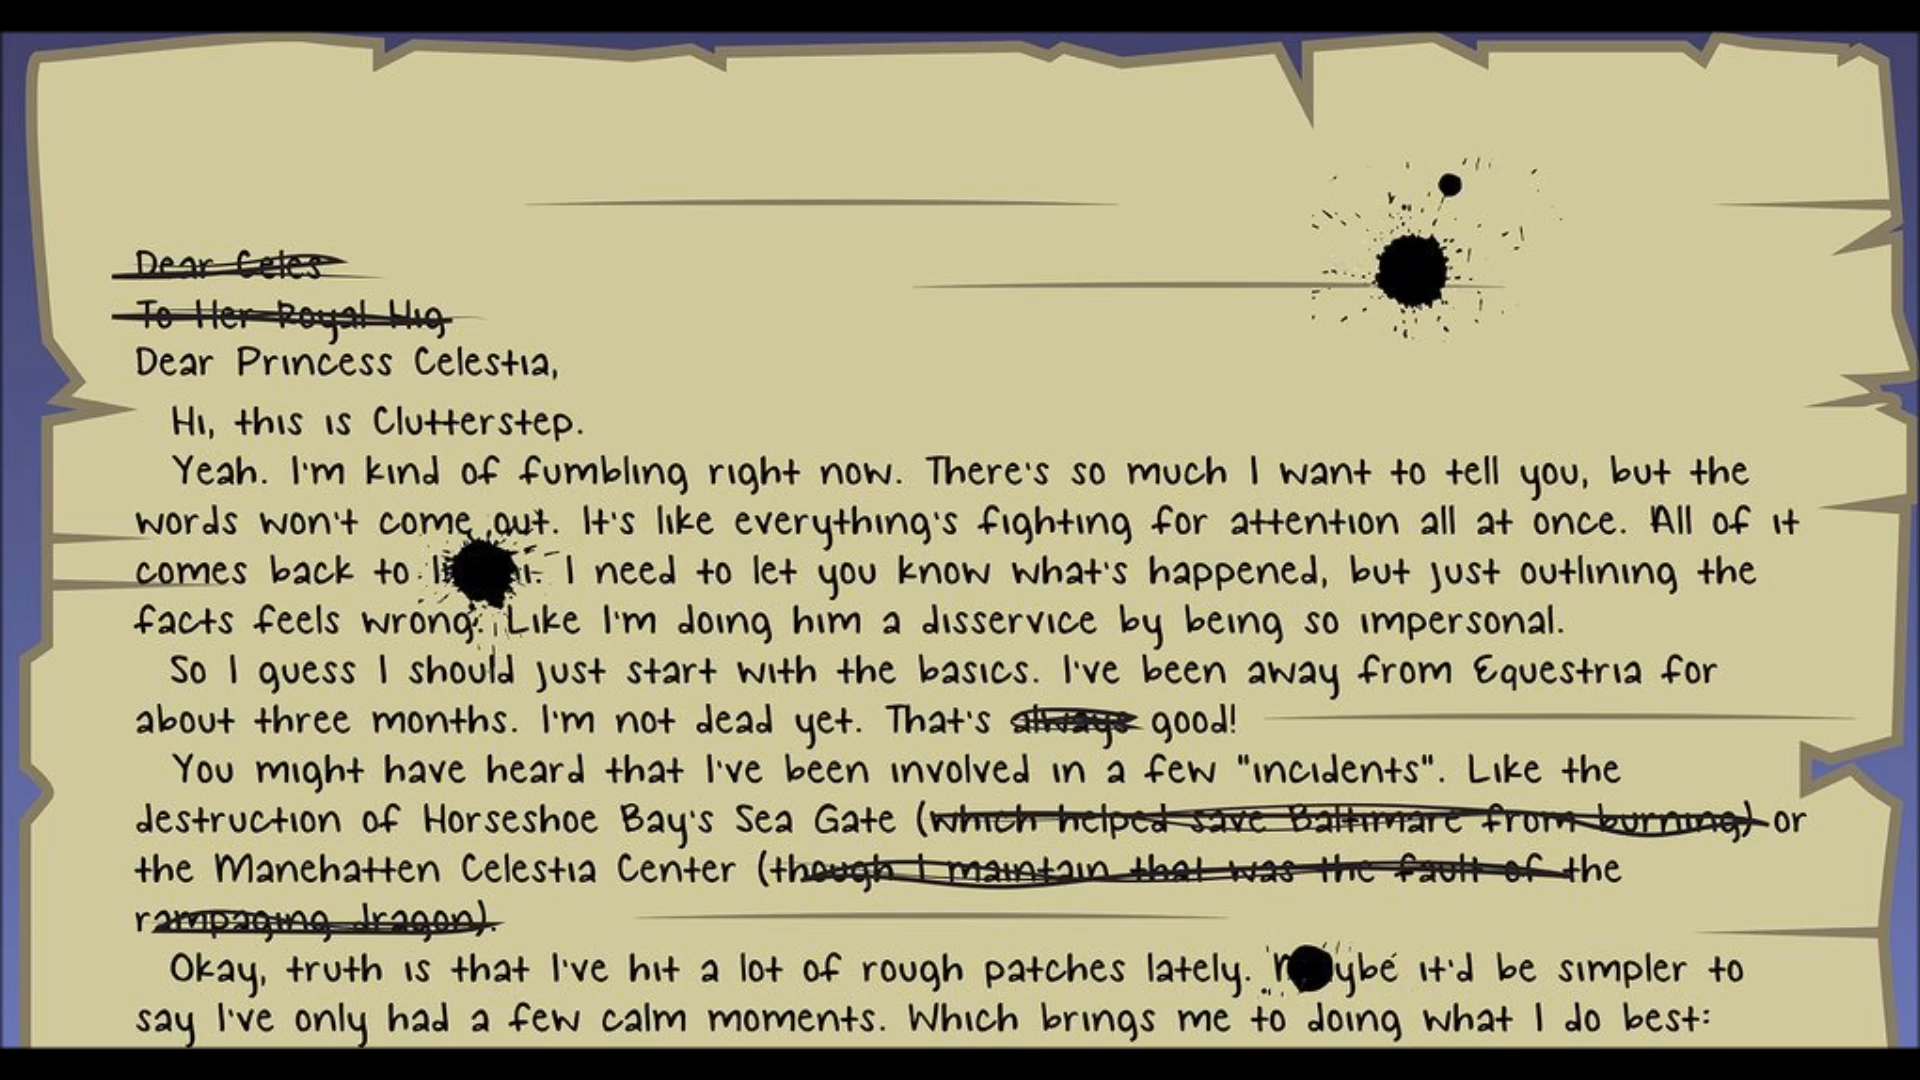 Dear Celes
To Her Royal Hig
Dear Princess Celestia,
Hi, this is Clutterstep.
Yeah. I'm kind of fumbling right now. There's so much I want to tell you, but the
words won't come out. It's like everything's fighting for attention all at once. All of it
comes back to I need to let you know what's happened, but just outlining the
facts feels wrong. Like I'm doing him a disservice by being so impersonal.
So I guess I should just start with the basics. I've been away from Equestria for
about three months. I'm not dead yet. That's always good!
You might have heard that I've been involved in a few "incidents". Like the
destruction of Horseshoe Bay's Sea Gate (which helped save Baltimare from burning) or
the Manehatten Celestia Center (though I maintain that was the fault of the
rampaging dragon).
Okay, truth is that I've hit a lot of rough patches lately. Maybe it'd be simpler to
say I've only had a few calm moments. Which brings me to doing what I do best: